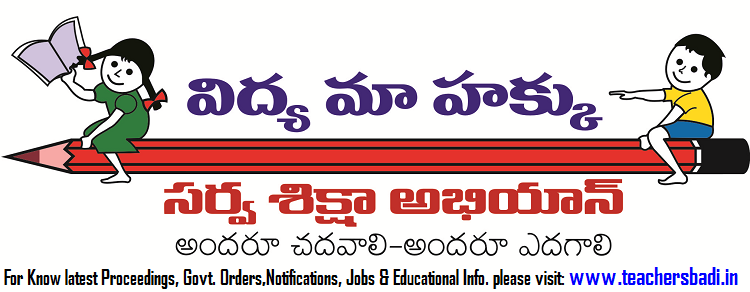 విద్య మా హక్కు
సర్వ శిక్షా అభియాన్
అందరూ చదవాలి-అందరూ ఎదగాలి
For Know latest Proceedings, Govt. Orders,Notifications, Jobs & Educational Info. please visit: www.teachersbadi.in